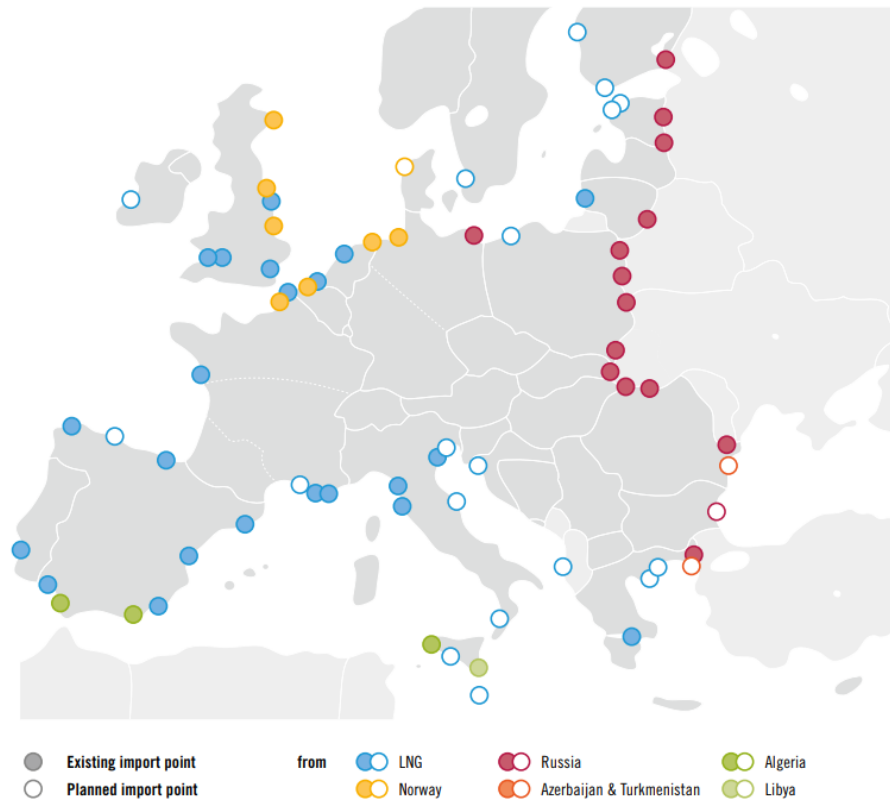 Existing import point from LNG Russia Algeria
Planned import point Norway Azerbaijan & Turkmenistan Libya